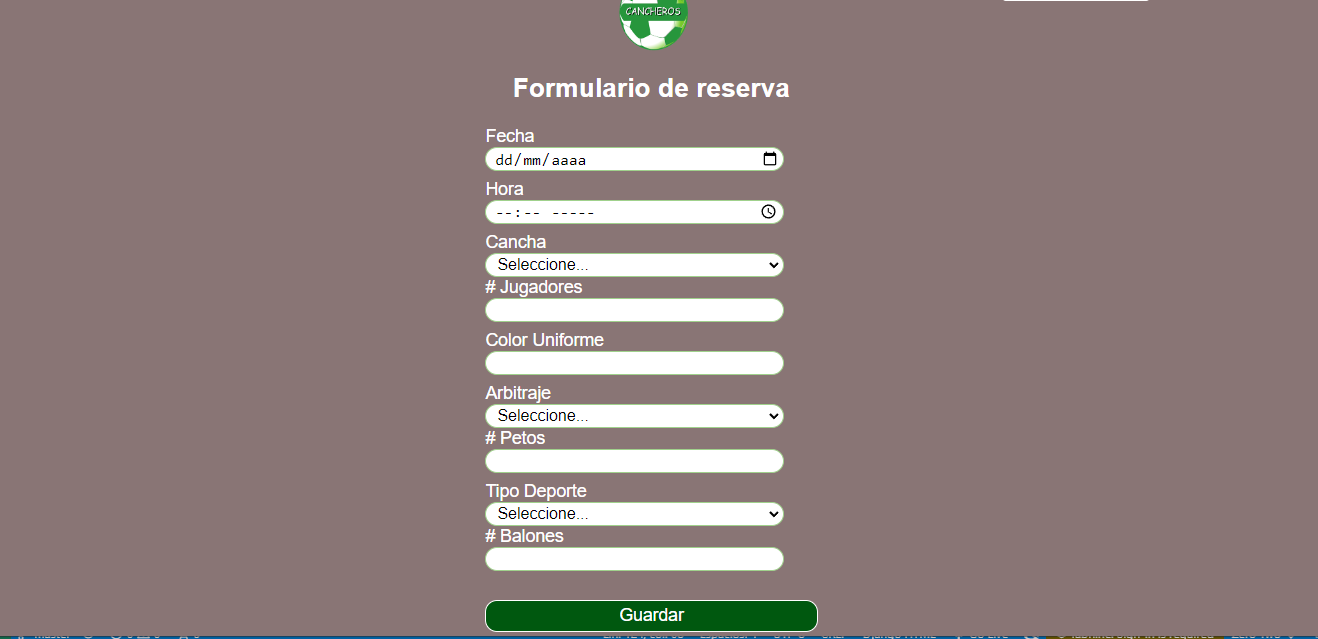 CANCHEROS
Formulario de reserva
Fecha
dd/mm/aaaa
Hora
--:-- -----
Cancha
Seleccione...
# Jugadores
Color Uniforme
Arbitraje
Seleccione...
# Petos
Tipo Deporte
Seleccione...
# Balones
Guardar